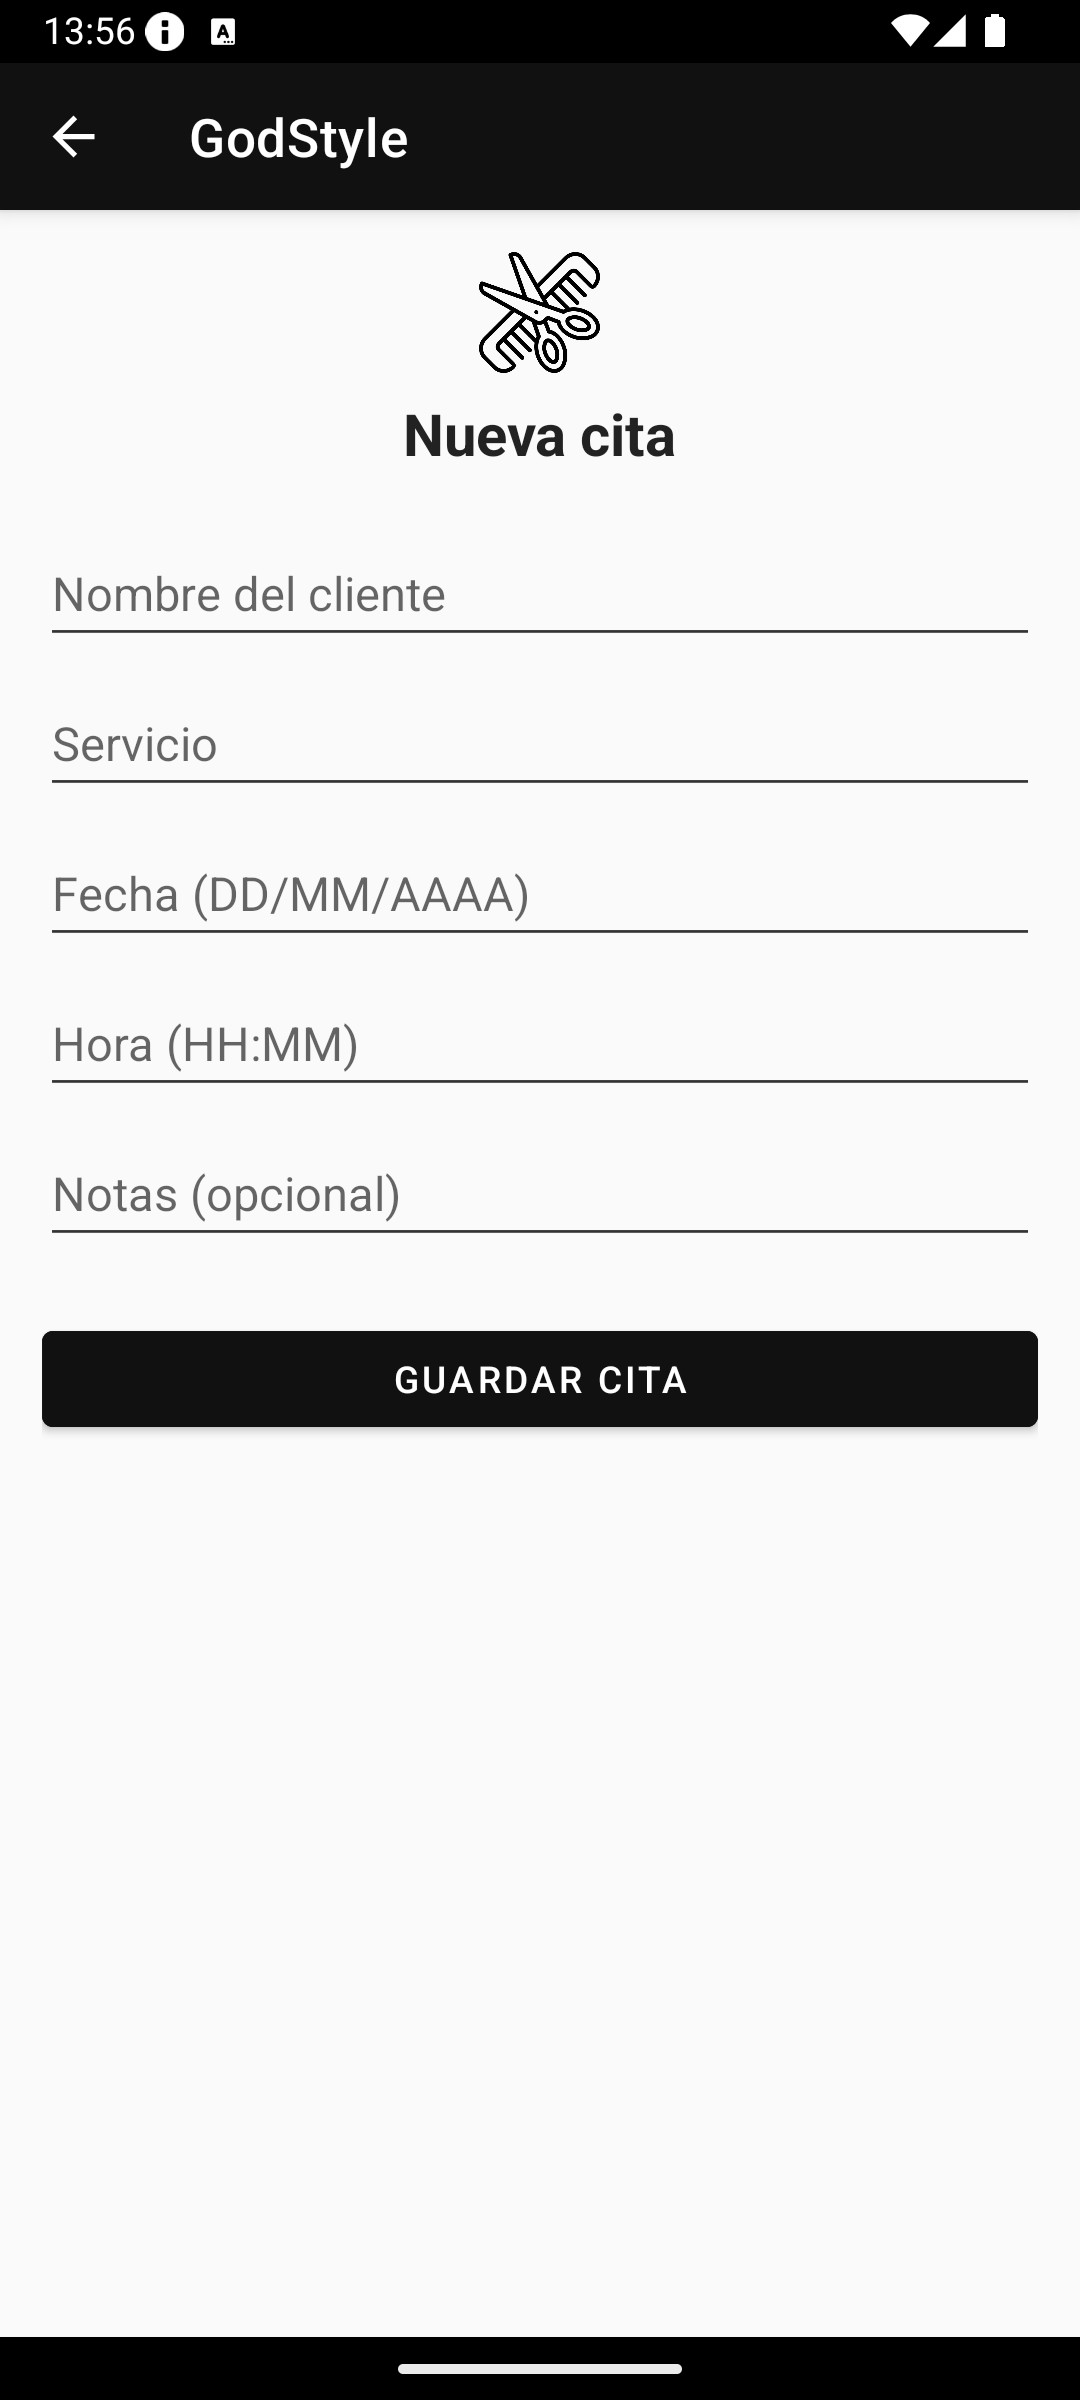 13:56
GodStyle
Nueva cita
Nombre del cliente
Servicio
Fecha (DD/MM/AAAA)
Hora (HH:MM)
Notas (opcional)
GUARDAR CITA